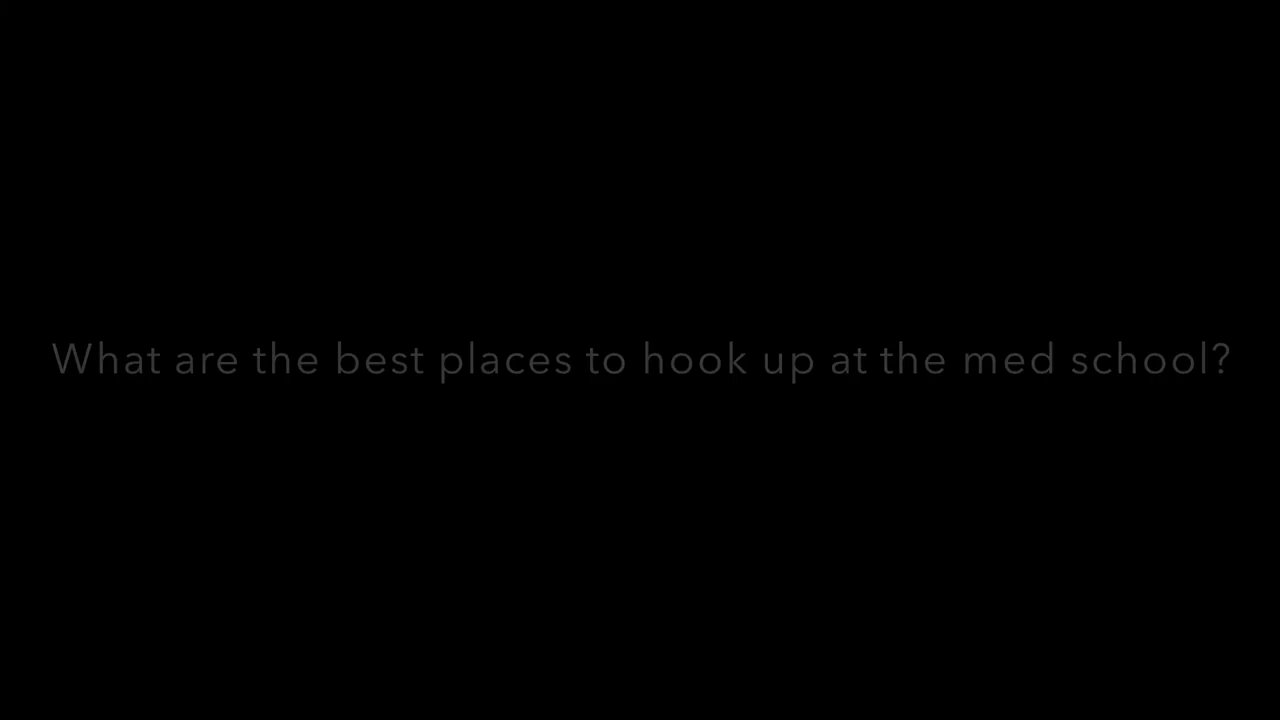 What are the best places to hook up at the med school?